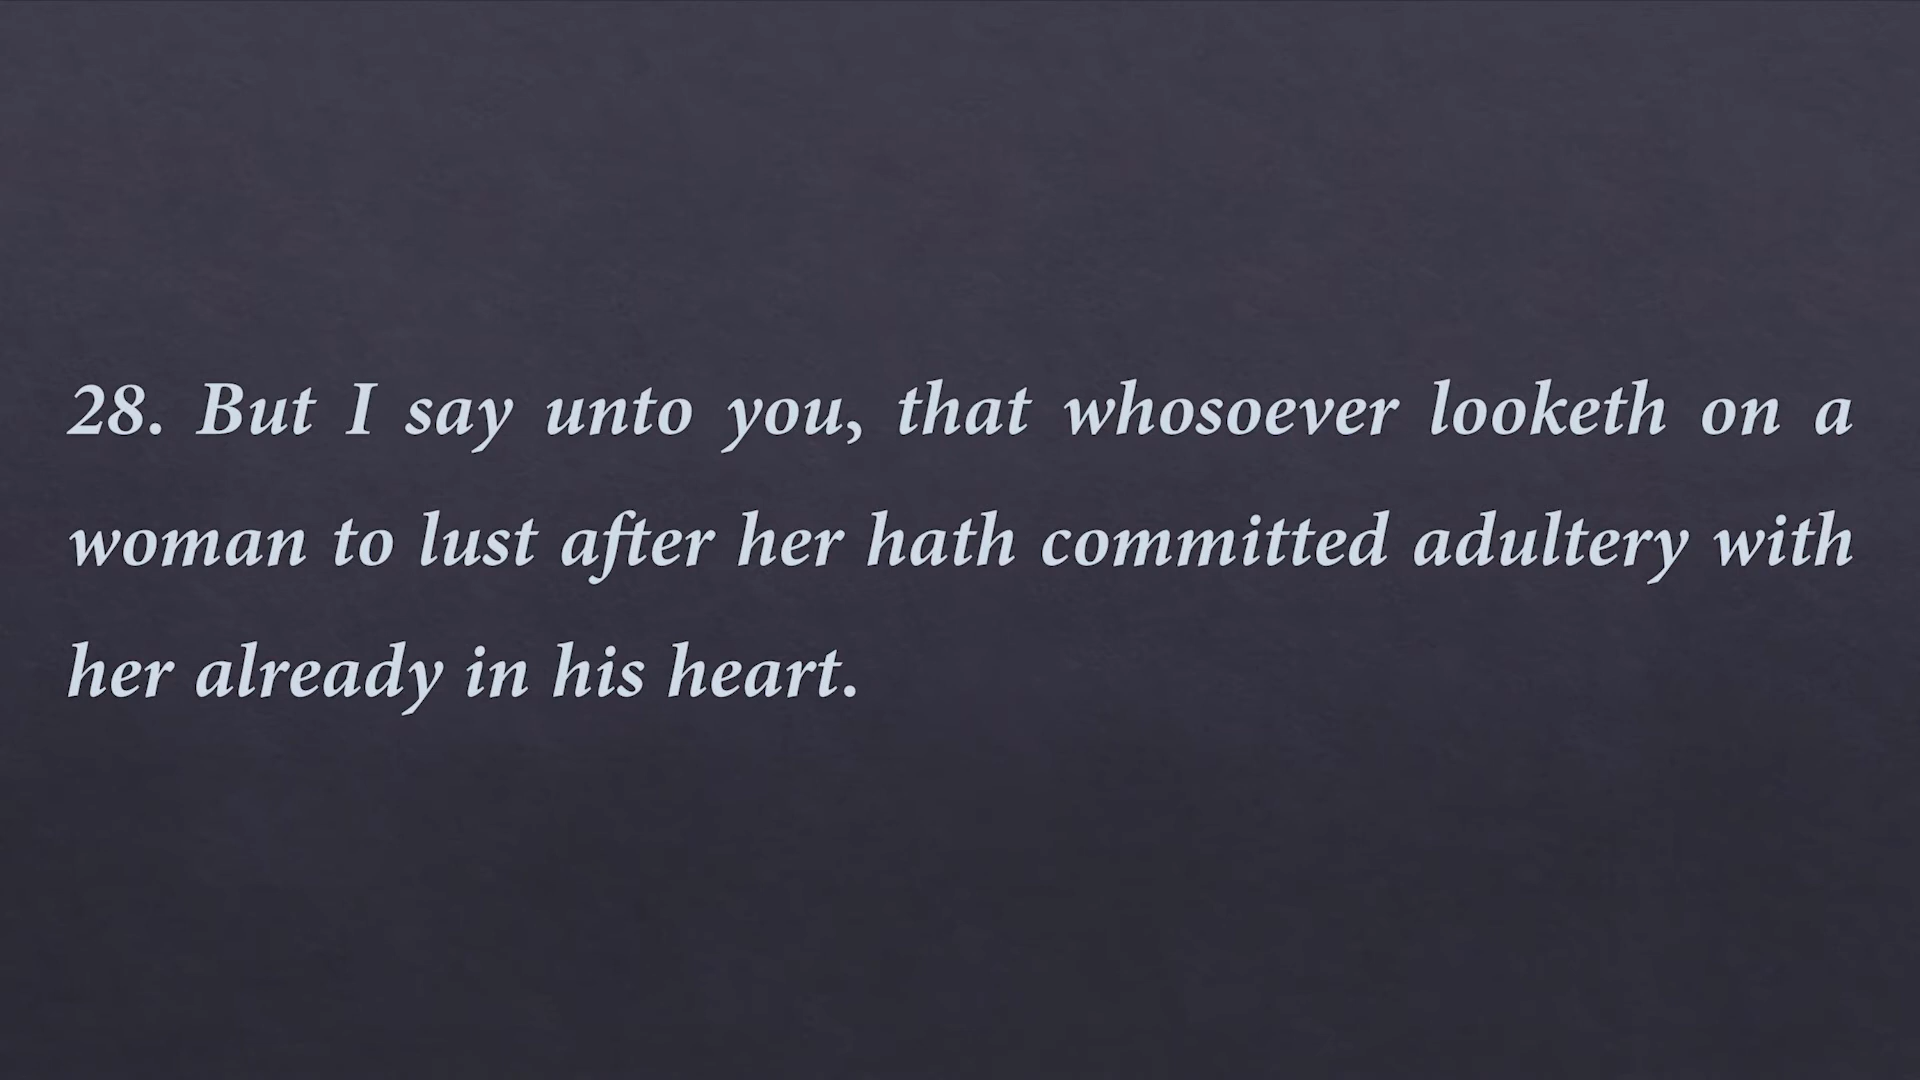 28. But I say unto you, that whosoever looketh on a
woman to lust after her hath committed adultery with
her already in his heart.